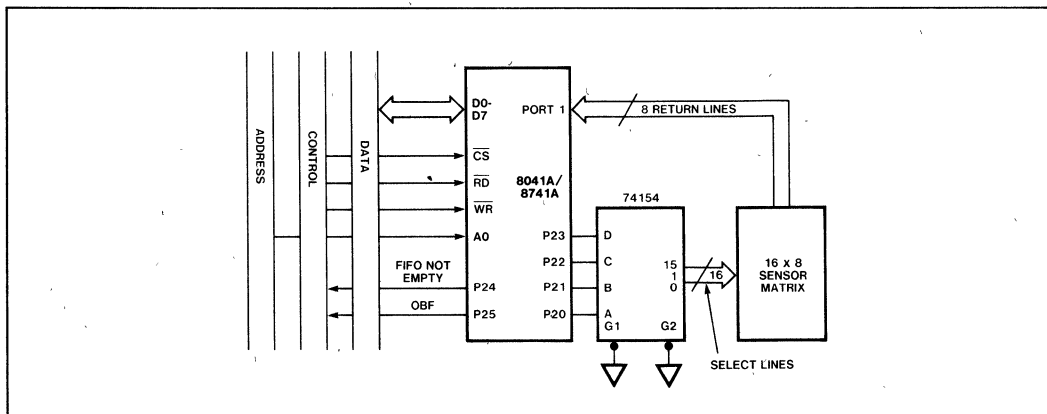 ADDRESS
CONTROL
DATA
D0-
D7
CS
RD
WR
A0
FIFO NOT
EMPTY
OBF
PORT 1
8041A/
8741A
P23
P22
P21
P20
P24
P25
8 RETURN LINES
74154
D
C
B
A
G1
G2
15
1
0
16
SELECT LINES
16 x 8
SENSOR
MATRIX